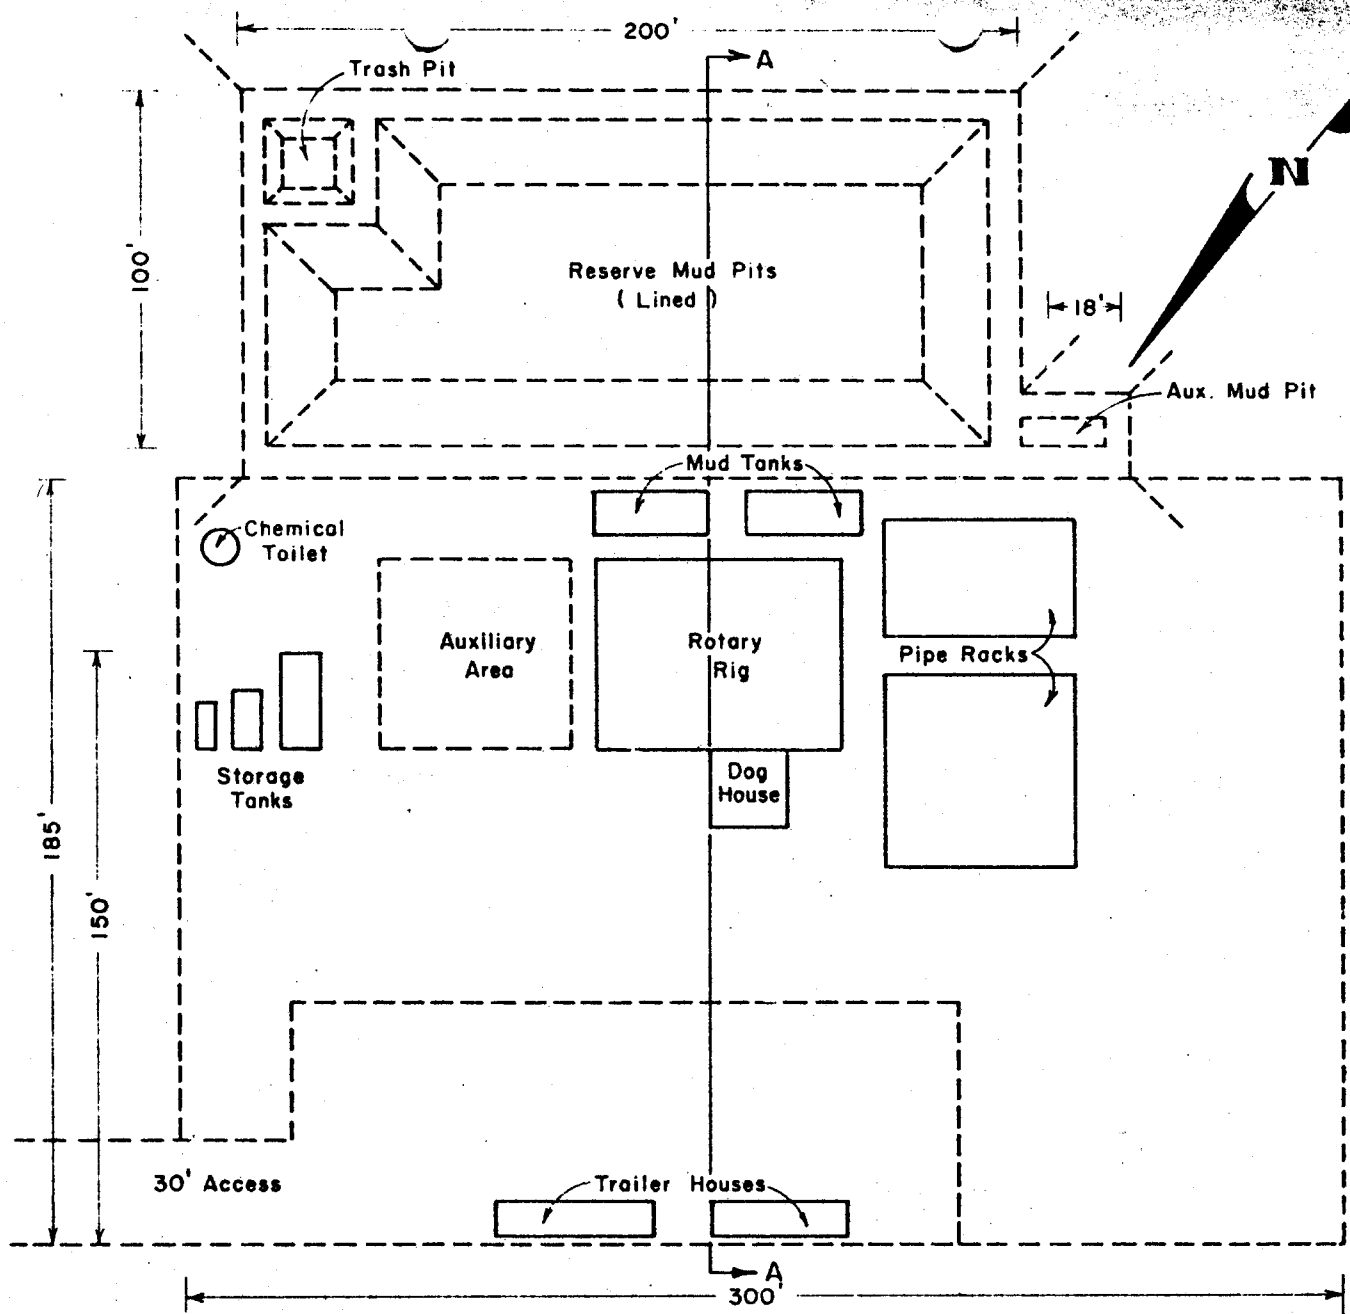 200'
A
Trash Pit
N
100'
Reserve Mud Pits
( Lined )
18'
Aux. Mud Pit
Mud Tanks
Chemical
Toilet
Auxiliary
Area
Rotary
Rig
Pipe Racks
Storage
Tanks
Dog
House
185'
150'
30' Access
Trailer Houses
A
300'